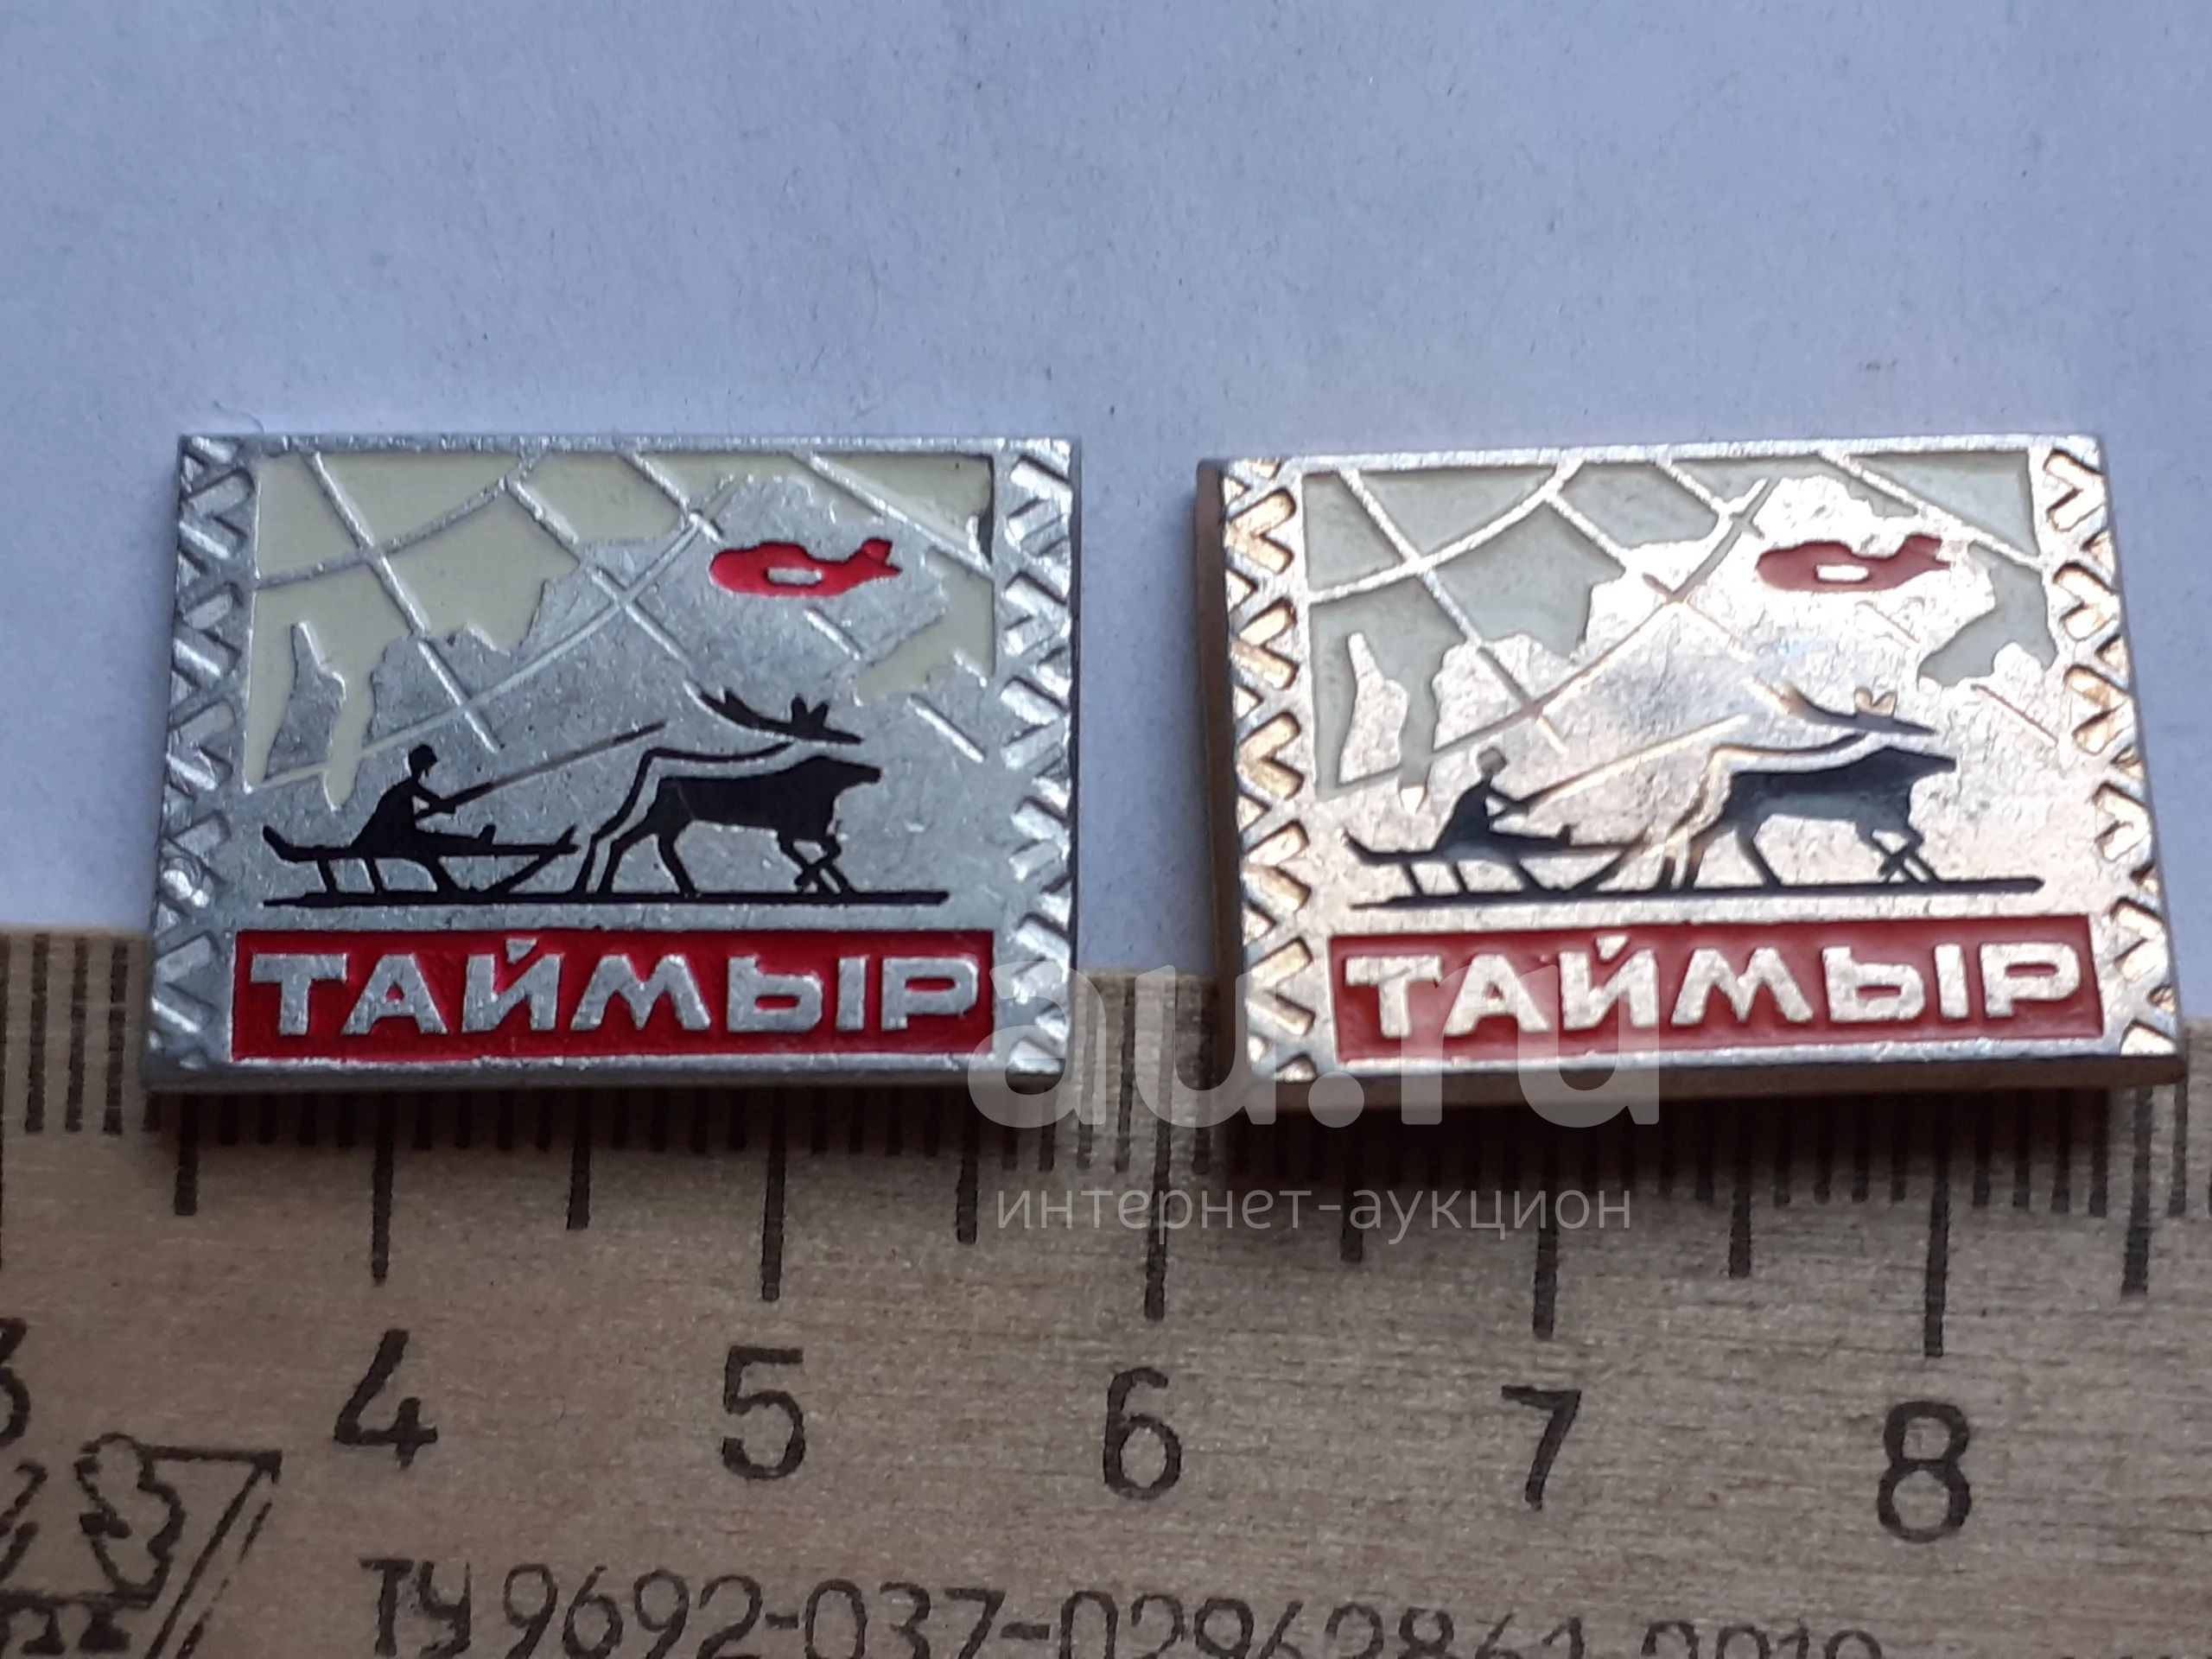 ТАЙМЫР ТАЙМЫР
au.ru
интернет-аукцион
4 5 6 7 8